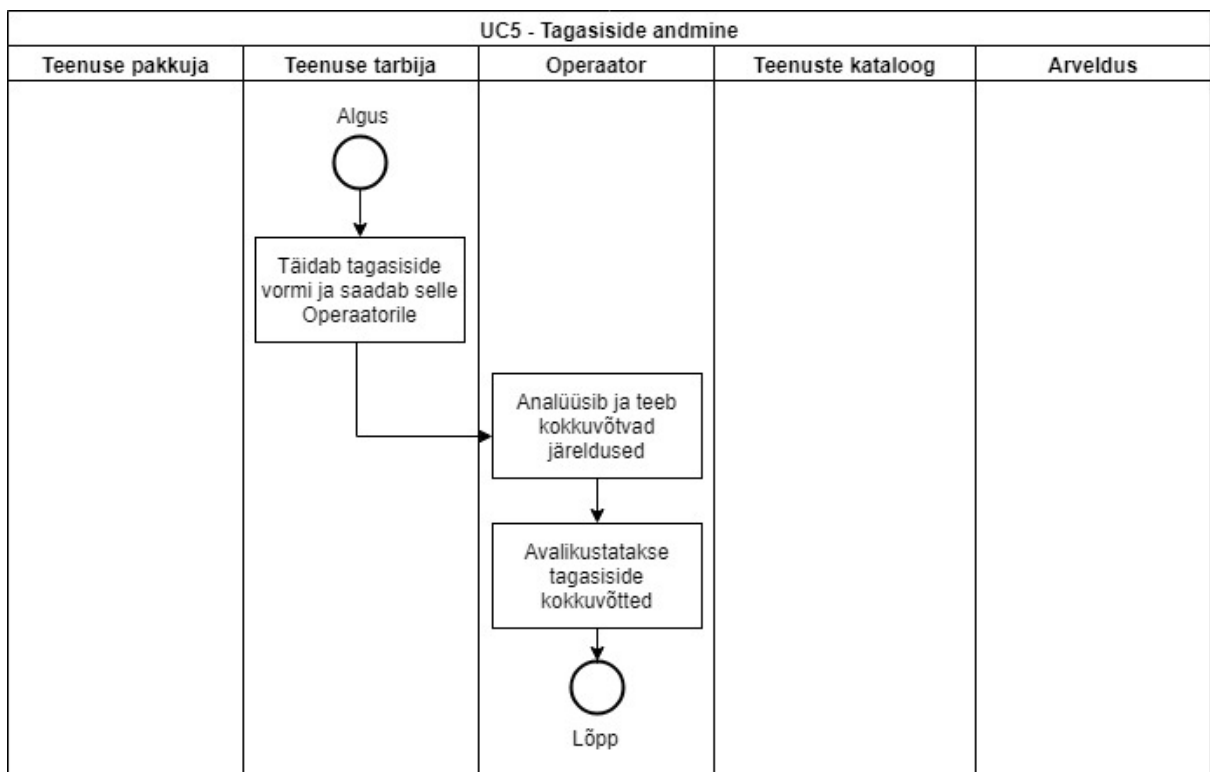 UC5 - Tagasiside andmine
Teenuse pakkuja
Teenuse tarbija
Operaator
Teenuste kataloog
Arveldus
Algus
Täidab tagasiside
vormi ja saadab selle
Operaatorile
Analüüsib ja teeb
kokkuvõtvad
järeldused
Avalikustatakse
tagasiside
kokkuvõtted
Lõpp